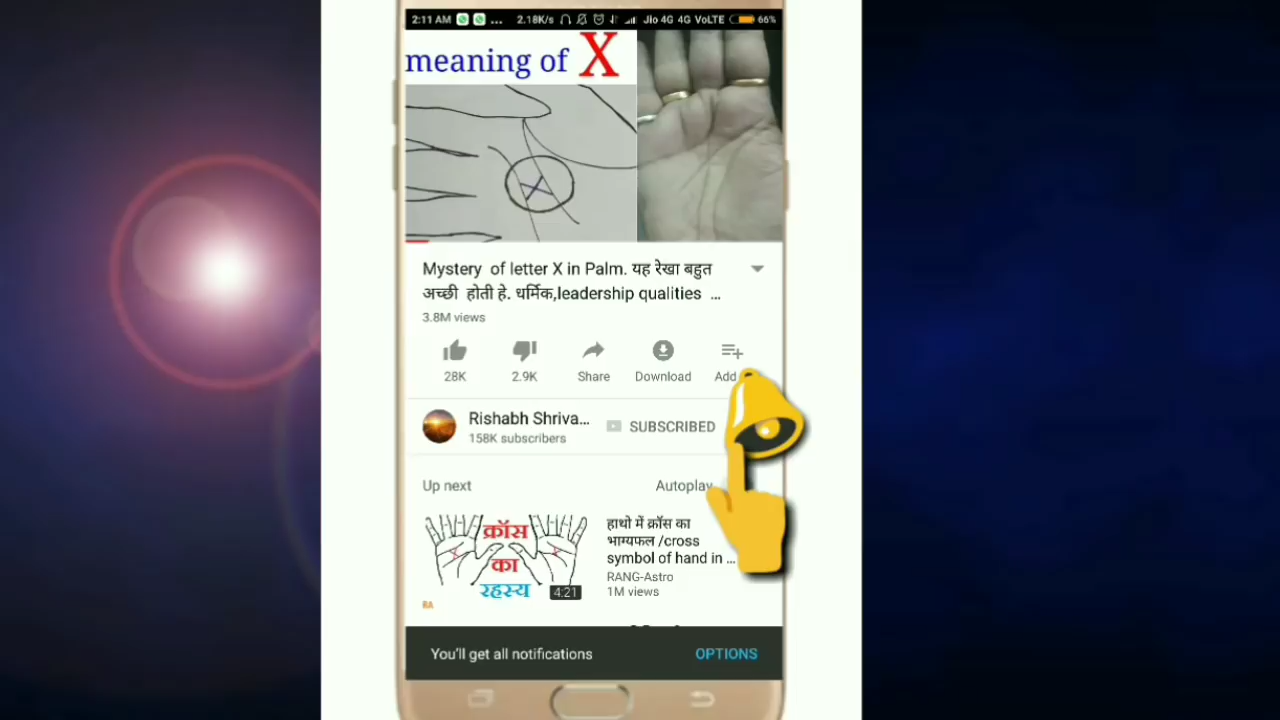 2:11 AM ... 2.18K/s Jio 4G 4G VoLTE 66%
meaning of X
X
Mystery of letter X in Palm. यह रेखा बहुत
अच्छी होती हे. धर्मिक,leadership qualities ...
3.8M views
28K 2.9K Share Download Add
Rishabh Shriva... SUBSCRIBED
158K subscribers
Up next Autoplay
क्रॉस
का
रहस्य
4:21
RA
हाथो में क्रॉस का
भाग्यफल /cross
symbol of hand in ...
RANG-Astro
1M views
You'll get all notifications OPTIONS